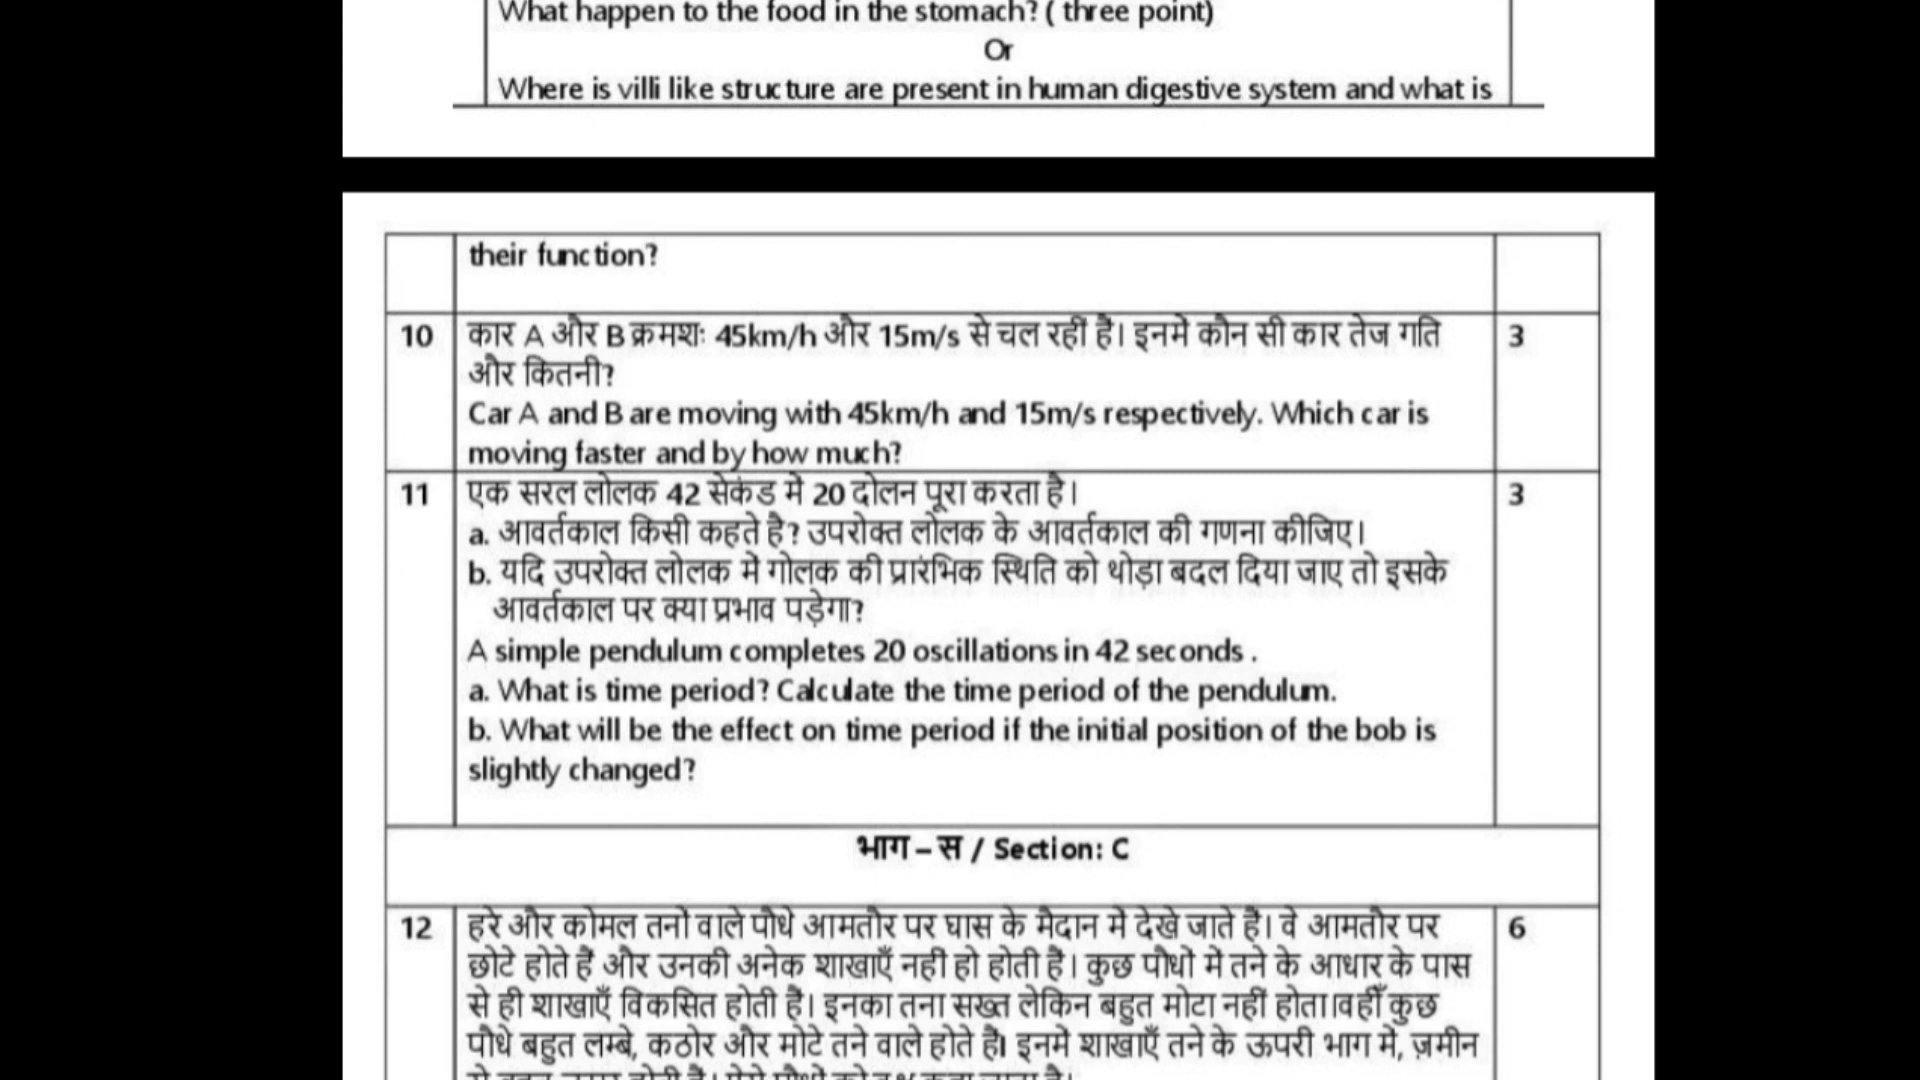 What happen to the food in the stomach? ( three point)
Or
Where is villi like structure are present in human digestive system and what is
their function?
10 कार A और B क्रमशः 45km/h और 15m/s से चल रहीं है। इनमें कौन सी कार तेज गति 3
और कितनी?
Car A and B are moving with 45km/h and 15m/s respectively. Which car is
moving faster and by how much?
11 एक सरल लोलक 42 सेकंड में 20 दोलन पूरा करता है। 3
a. आवर्तकाल किसी कहते है? उपरोक्त लोलक के आवर्तकाल की गणना कीजिए।
b. यदि उपरोक्त लोलक में गोलक की प्रारंभिक स्थिति को थोड़ा बदल दिया जाए तो इसके
आवर्तकाल पर क्या प्रभाव पड़ेगा?
A simple pendulum completes 20 oscillations in 42 seconds .
a. What is time period? Calculate the time period of the pendulum.
b. What will be the effect on time period if the initial position of the bob is
slightly changed?
भाग – स / Section: C
12 हरे और कोमल तनों वाले पौधे आमतौर पर घास के मैदान में देखे जाते हैं। वे आमतौर पर 6
छोटे होते हैं और उनकी अनेक शाखाएँ नहीं हो होती है। कुछ पौधों में तने के आधार के पास
से ही शाखाएँ विकसित होती हैं। इनका तना सख्त लेकिन बहुत मोटा नहीं होता।वहीँ कुछ
पौधे बहुत लम्बे, कठोर और मोटे तने वाले होते है। इनमें शाखाएँ तने के ऊपरी भाग में, ज़मीन